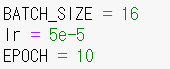 BATCH_SIZE = 16
lr = 5e-5
EPOCH = 10